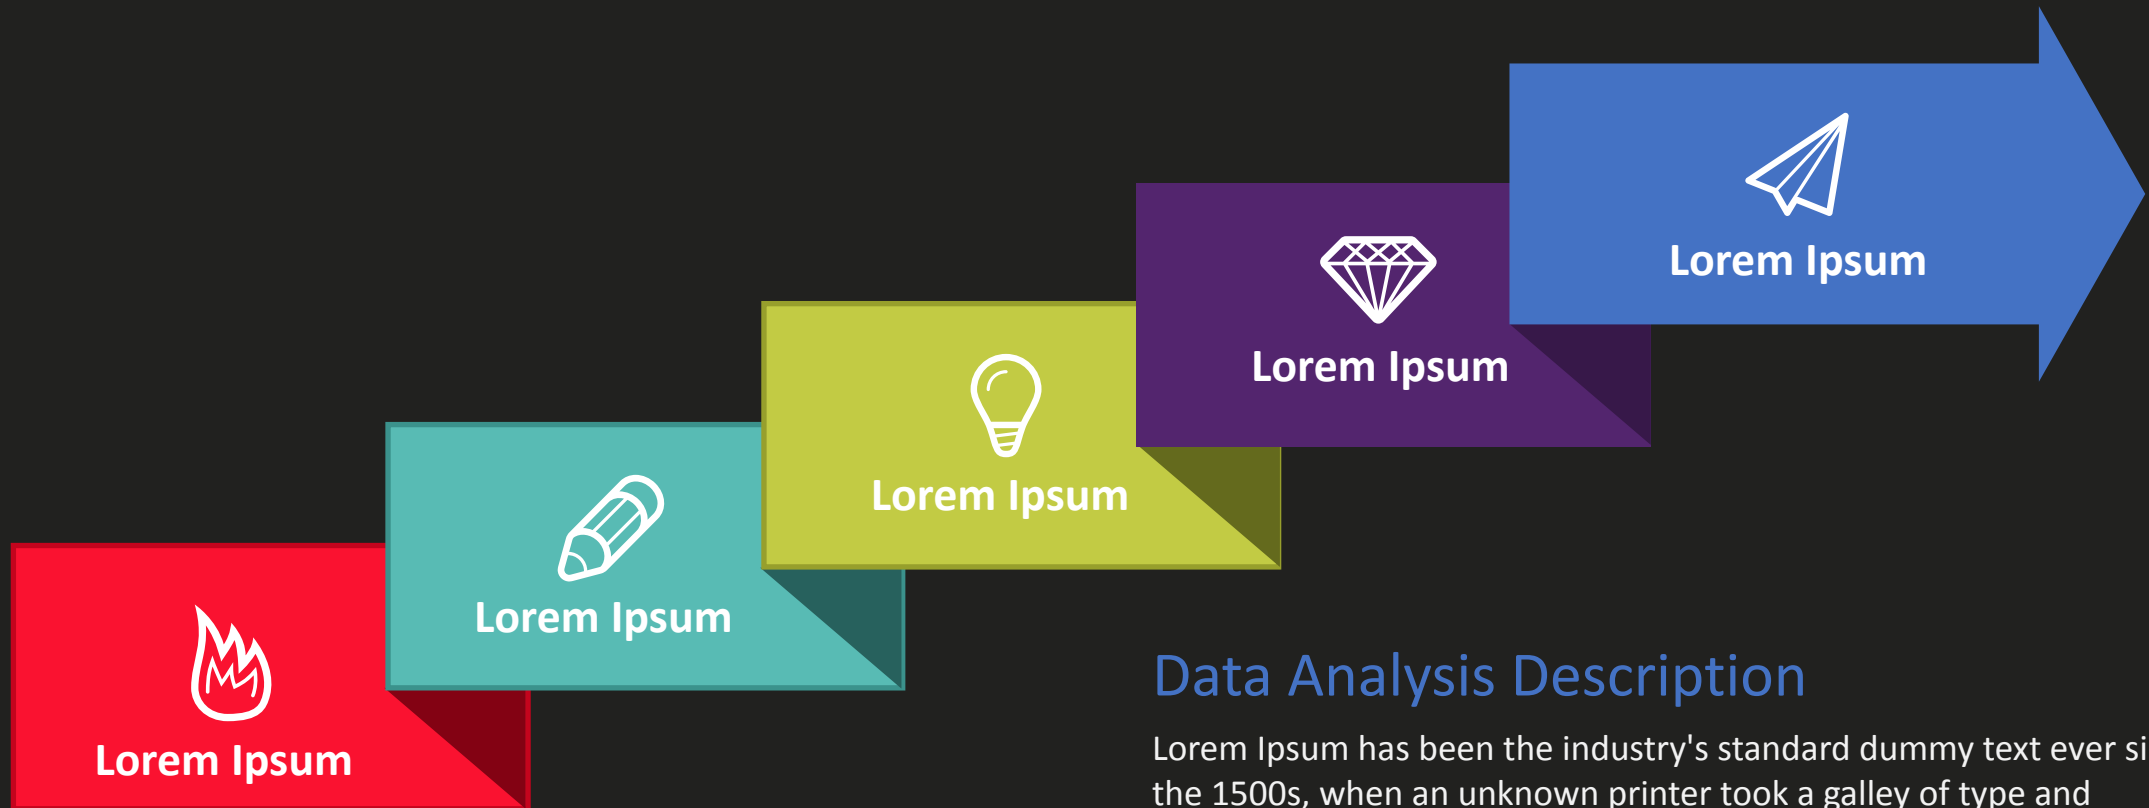 Lorem Ipsum
Lorem Ipsum
Lorem Ipsum
Lorem Ipsum
Lorem Ipsum
Data Analysis Description
Lorem Ipsum has been the industry's standard dummy text ever si
the 1500s, when an unknown printer took a galley of type and